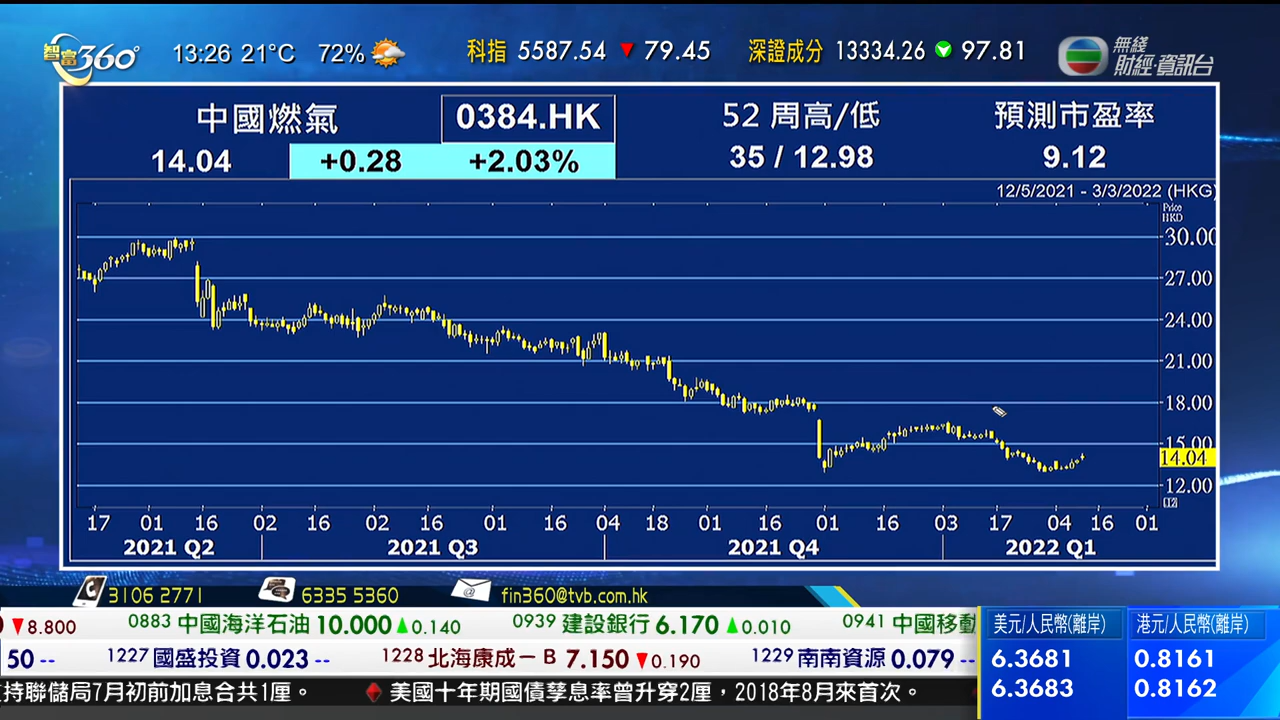 智富360° 13:26 21°C 72% 科指 5587.54 ▼ 79.45 深證成分 13334.26 97.81 無綫
財經·資訊台
中國燃氣 0384.HK 52 周高/低 預測市盈率
14.04 +0.28 +2.03% 35 / 12.98 9.12
12/5/2021 - 3/3/2022 (HKG)
Price
HKD
30.00
27.00
24.00
21.00
18.00
15.00
14.04
12.00
17 01 16 02 16 02 16 01 16 04 18 01 16 01 16 03 17 04 16 01
2021 Q2 2021 Q3 2021 Q4 2022 Q1
3106 2771 6335 5360 fin360@tvb.com.hk
▼8.800 0883 中國海洋石油 10.000 ▲0.140 0939 建設銀行 6.170 ▲0.010 0941 中國移動
50 -- 1227 國盛投資 0.023 -- 1228 北海康成－Ｂ 7.150 ▼0.190 1229 南南資源 0.079 --
持聯儲局7月初前加息合共1厘。 ♦ 美國十年期國債孳息率曾升穿2厘，2018年8月來首次。
美元/人民幣(離岸) 港元/人民幣(離岸)
6.3681 0.8161
6.3683 0.8162